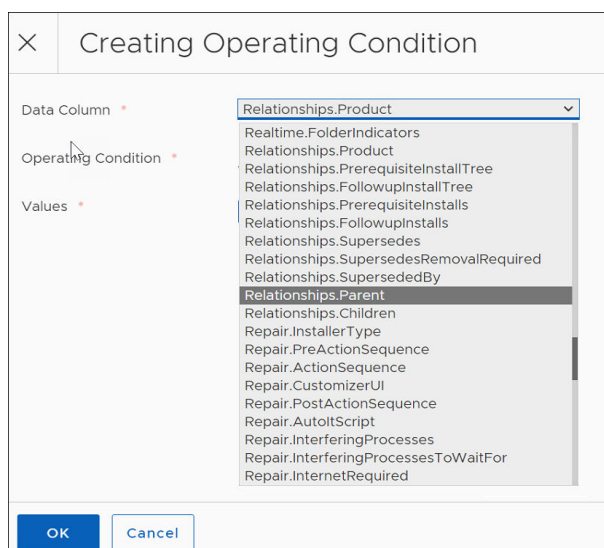 Creating Operating Condition
Data Column *
Relationships.Product
Operating Condition *
Values *
Realtime.FolderIndicators
Relationships.Product
Relationships.PrerequisiteInstallTree
Relationships.FollowupInstallTree
Relationships.PrerequisiteInstalls
Relationships.FollowupInstalls
Relationships.Supersedes
Relationships.SupersedesRemovalRequired
Relationships.SupersededBy
Relationships.Parent
Relationships.Children
Repair.InstallerType
Repair.PreActionSequence
Repair.ActionSequence
Repair.CustomizerUI
Repair.PostActionSequence
Repair.AutoItScript
Repair.InterferingProcesses
Repair.InterferingProcessesToWaitFor
Repair.InternetRequired
OK
Cancel